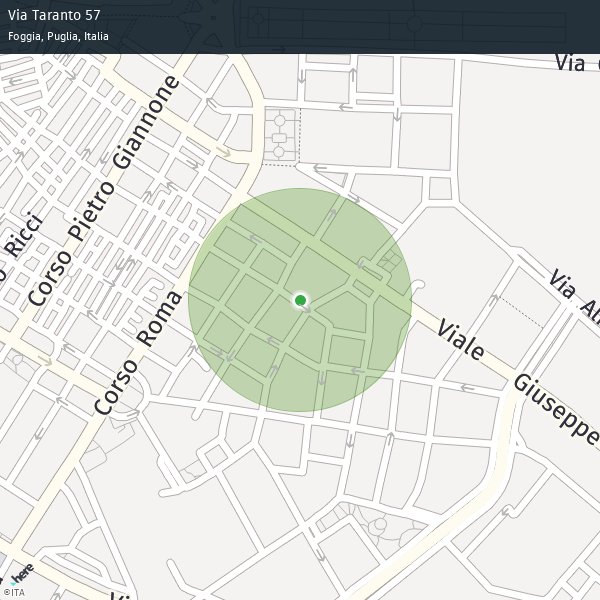 Via Taranto 57
Foggia, Puglia, Italia
Via
Corso Pietro Giannone
Ricci
Corso Roma
Via
Viale Giuseppe
here
©ITA